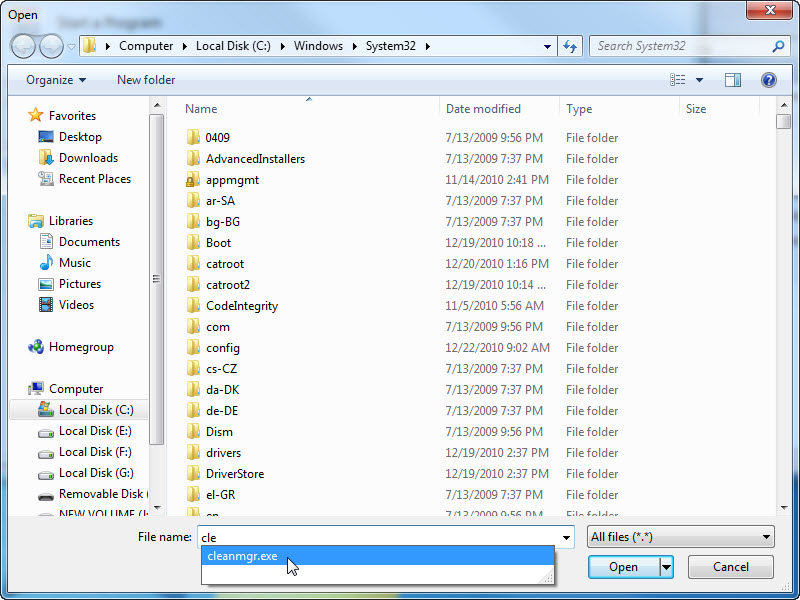 Open
Start a Program
Computer Local Disk (C:) Windows System32
Search System32
Organize New folder
Name Date modified Type Size
Favorites
Desktop
Downloads
Recent Places
Libraries
Documents
Music
Pictures
Videos
Homegroup
Computer
Local Disk (C:)
Local Disk (E:)
Local Disk (F:)
Local Disk (G:)
Removable Disk (
NEW VOLUME (I:
0409 7/13/2009 9:56 PM File folder
AdvancedInstallers 7/13/2009 7:37 PM File folder
appmgmt 11/14/2010 2:41 PM File folder
ar-SA 7/13/2009 7:37 PM File folder
bg-BG 7/13/2009 7:37 PM File folder
Boot 12/19/2010 10:18 ... File folder
catroot 12/20/2010 1:16 PM File folder
catroot2 12/19/2010 10:14 ... File folder
CodeIntegrity 11/5/2010 5:56 AM File folder
com 7/13/2009 9:56 PM File folder
config 12/22/2010 9:02 AM File folder
cs-CZ 7/13/2009 7:37 PM File folder
da-DK 7/13/2009 7:37 PM File folder
de-DE 7/13/2009 7:37 PM File folder
Dism 7/13/2009 9:56 PM File folder
drivers 12/19/2010 2:37 PM File folder
DriverStore 12/19/2010 2:37 PM File folder
el-GR 7/13/2009 7:37 PM File folder
en 7/13/2009 9:56 PM File folder
File name: cle All files (*.*)
cleanmgr.exe
Open Cancel